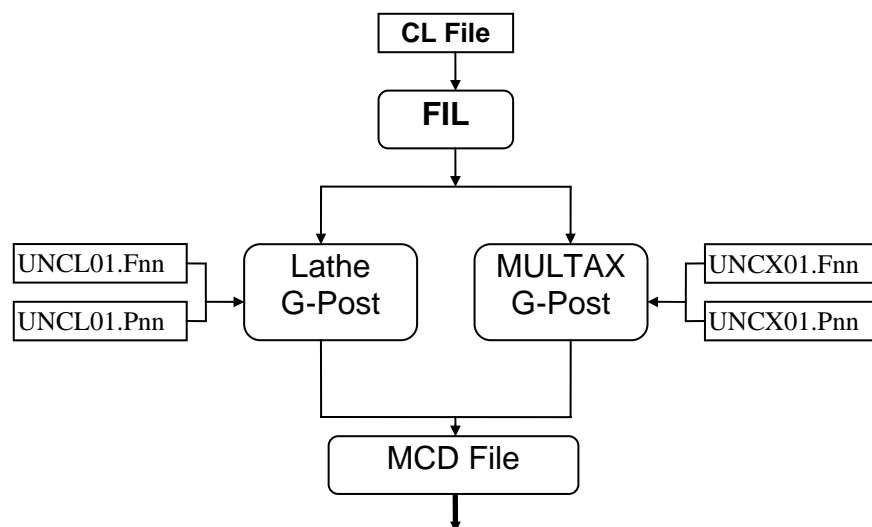 CL File
FIL
Lathe
G-Post
MULTAX
G-Post
UNCL01.Fnn
UNCL01.Pnn
UNCX01.Fnn
UNCX01.Pnn
MCD File